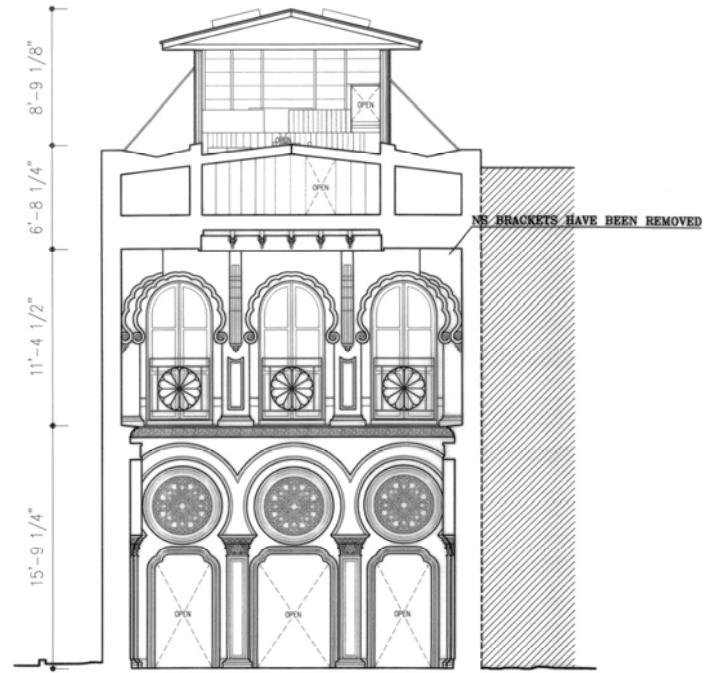 8'-9 1/8"
OPEN
OPEN
6'-8 1/4"
OPEN
NS BRACKETS HAVE BEEN REMOVED
11'-4 1/2"
15'-9 1/4"
OPEN
OPEN
OPEN